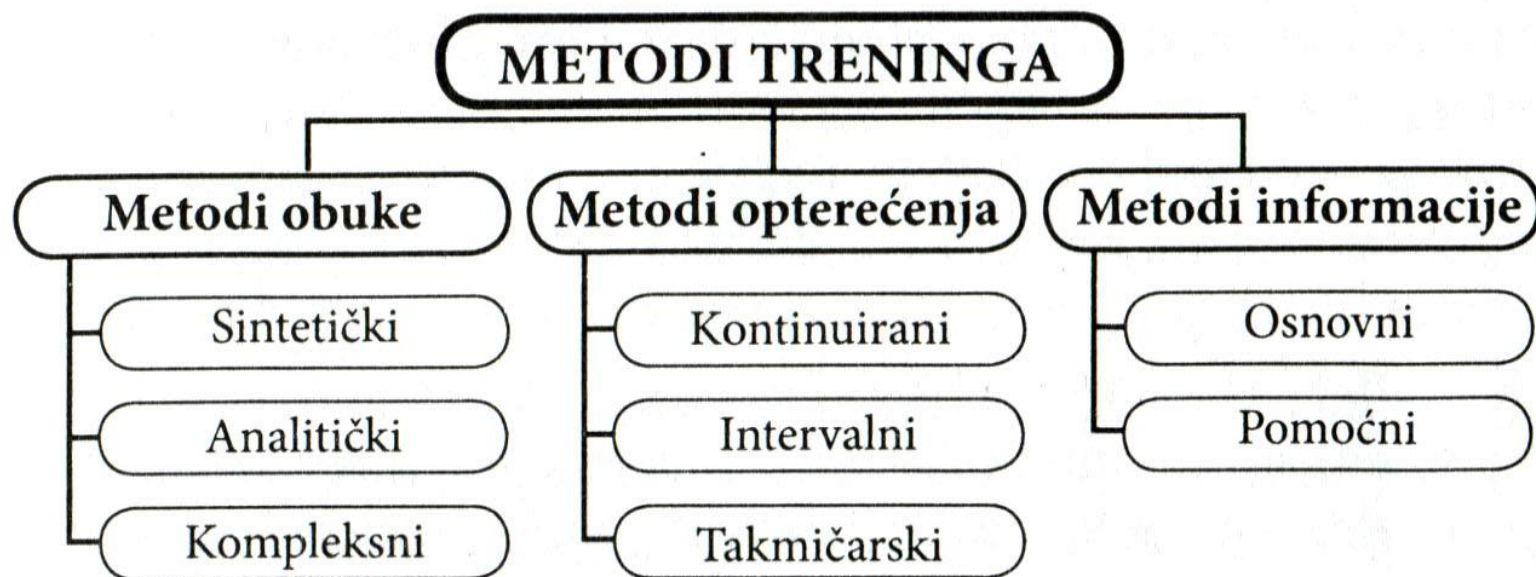 METODI TRENINGA
Metodi obuke
Sintetički
Analitički
Kompleksni
Metodi opterećenja
Kontinuirani
Intervalni
Takmičarski
Metodi informacije
Osnovni
Pomoćni